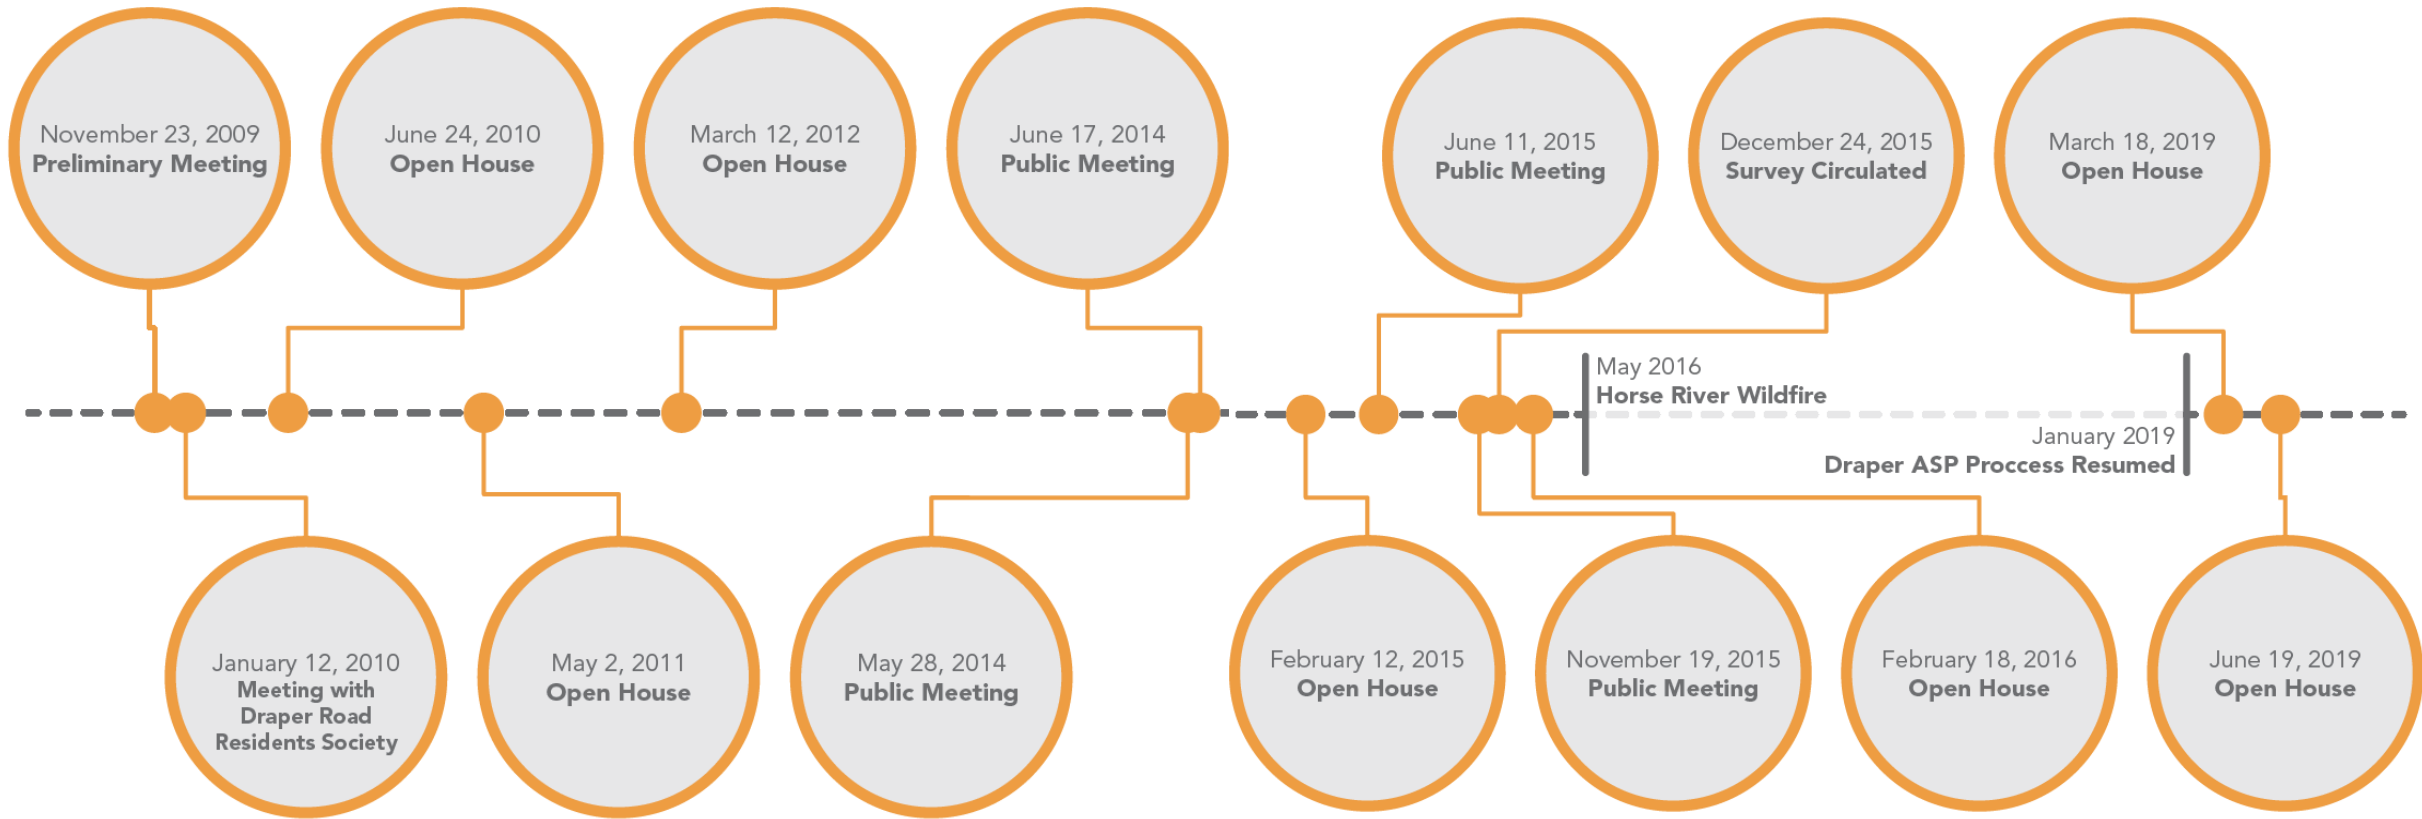 November 23, 2009
Preliminary Meeting
June 24, 2010
Open House
March 12, 2012
Open House
June 17, 2014
Public Meeting
June 11, 2015
Public Meeting
December 24, 2015
Survey Circulated
March 18, 2019
Open House
May 2016
Horse River Wildfire
January 2019
Draper ASP Proccess Resumed
January 12, 2010
Meeting with
Draper Road
Residents Society
May 2, 2011
Open House
May 28, 2014
Public Meeting
February 12, 2015
Open House
November 19, 2015
Public Meeting
February 18, 2016
Open House
June 19, 2019
Open House